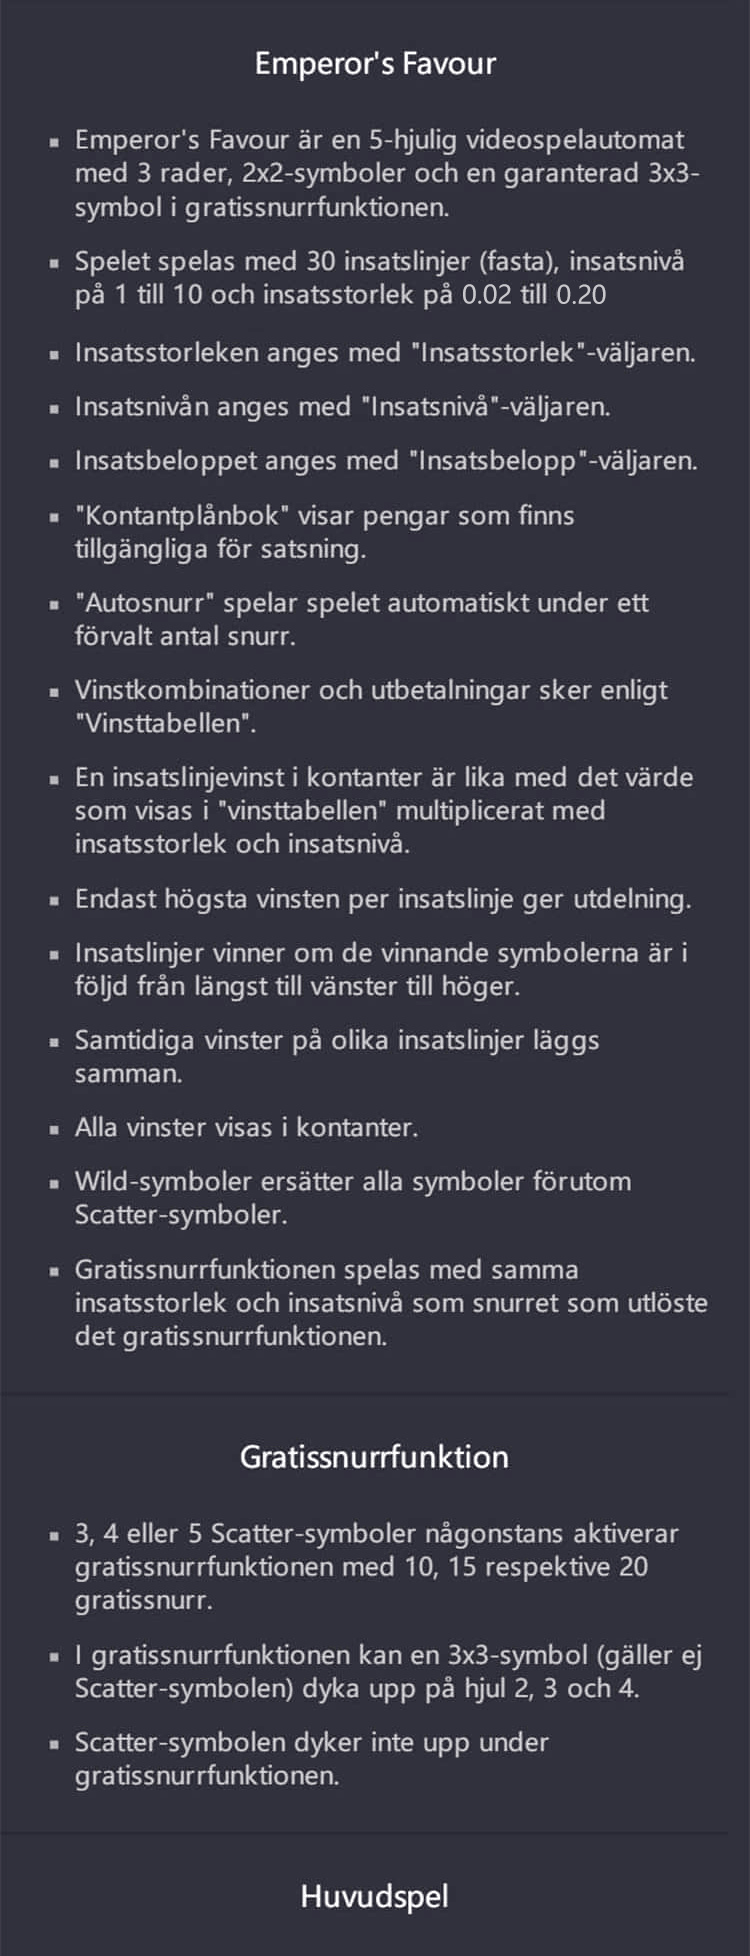 Emperor's Favour
▪ Emperor's Favour är en 5-hjulig videospelautomat
med 3 rader, 2x2-symboler och en garanterad 3x3-
symbol i gratissnurrfunktionen.
▪ Spelet spelas med 30 insatslinjer (fasta), insatsnivå
på 1 till 10 och insatsstorlek på 0.02 till 0.20
▪ Insatsstorleken anges med "Insatsstorlek"-väljaren.
▪ Insatsnivån anges med "Insatsnivå"-väljaren.
▪ Insatsbeloppet anges med "Insatsbelopp"-väljaren.
▪ "Kontantplånbok" visar pengar som finns
tillgängliga för satsning.
▪ "Autosnurr" spelar spelet automatiskt under ett
förvalt antal snurr.
▪ Vinstkombinationer och utbetalningar sker enligt
"Vinsttabellen".
▪ En insatslinjevinst i kontanter är lika med det värde
som visas i "vinsttabellen" multiplicerat med
insatsstorlek och insatsnivå.
▪ Endast högsta vinsten per insatslinje ger utdelning.
▪ Insatslinjer vinner om de vinnande symbolerna är i
följd från längst till vänster till höger.
▪ Samtidiga vinster på olika insatslinjer läggs
samman.
▪ Alla vinster visas i kontanter.
▪ Wild-symboler ersätter alla symboler förutom
Scatter-symboler.
▪ Gratissnurrfunktionen spelas med samma
insatsstorlek och insatsnivå som snurret som utlöste
det gratissnurrfunktionen.
Gratissnurrfunktion
▪ 3, 4 eller 5 Scatter-symboler någonstans aktiverar
gratissnurrfunktionen med 10, 15 respektive 20
gratissnurr.
▪ I gratissnurrfunktionen kan en 3x3-symbol (gäller ej
Scatter-symbolen) dyka upp på hjul 2, 3 och 4.
▪ Scatter-symbolen dyker inte upp under
gratissnurrfunktionen.
Huvudspel